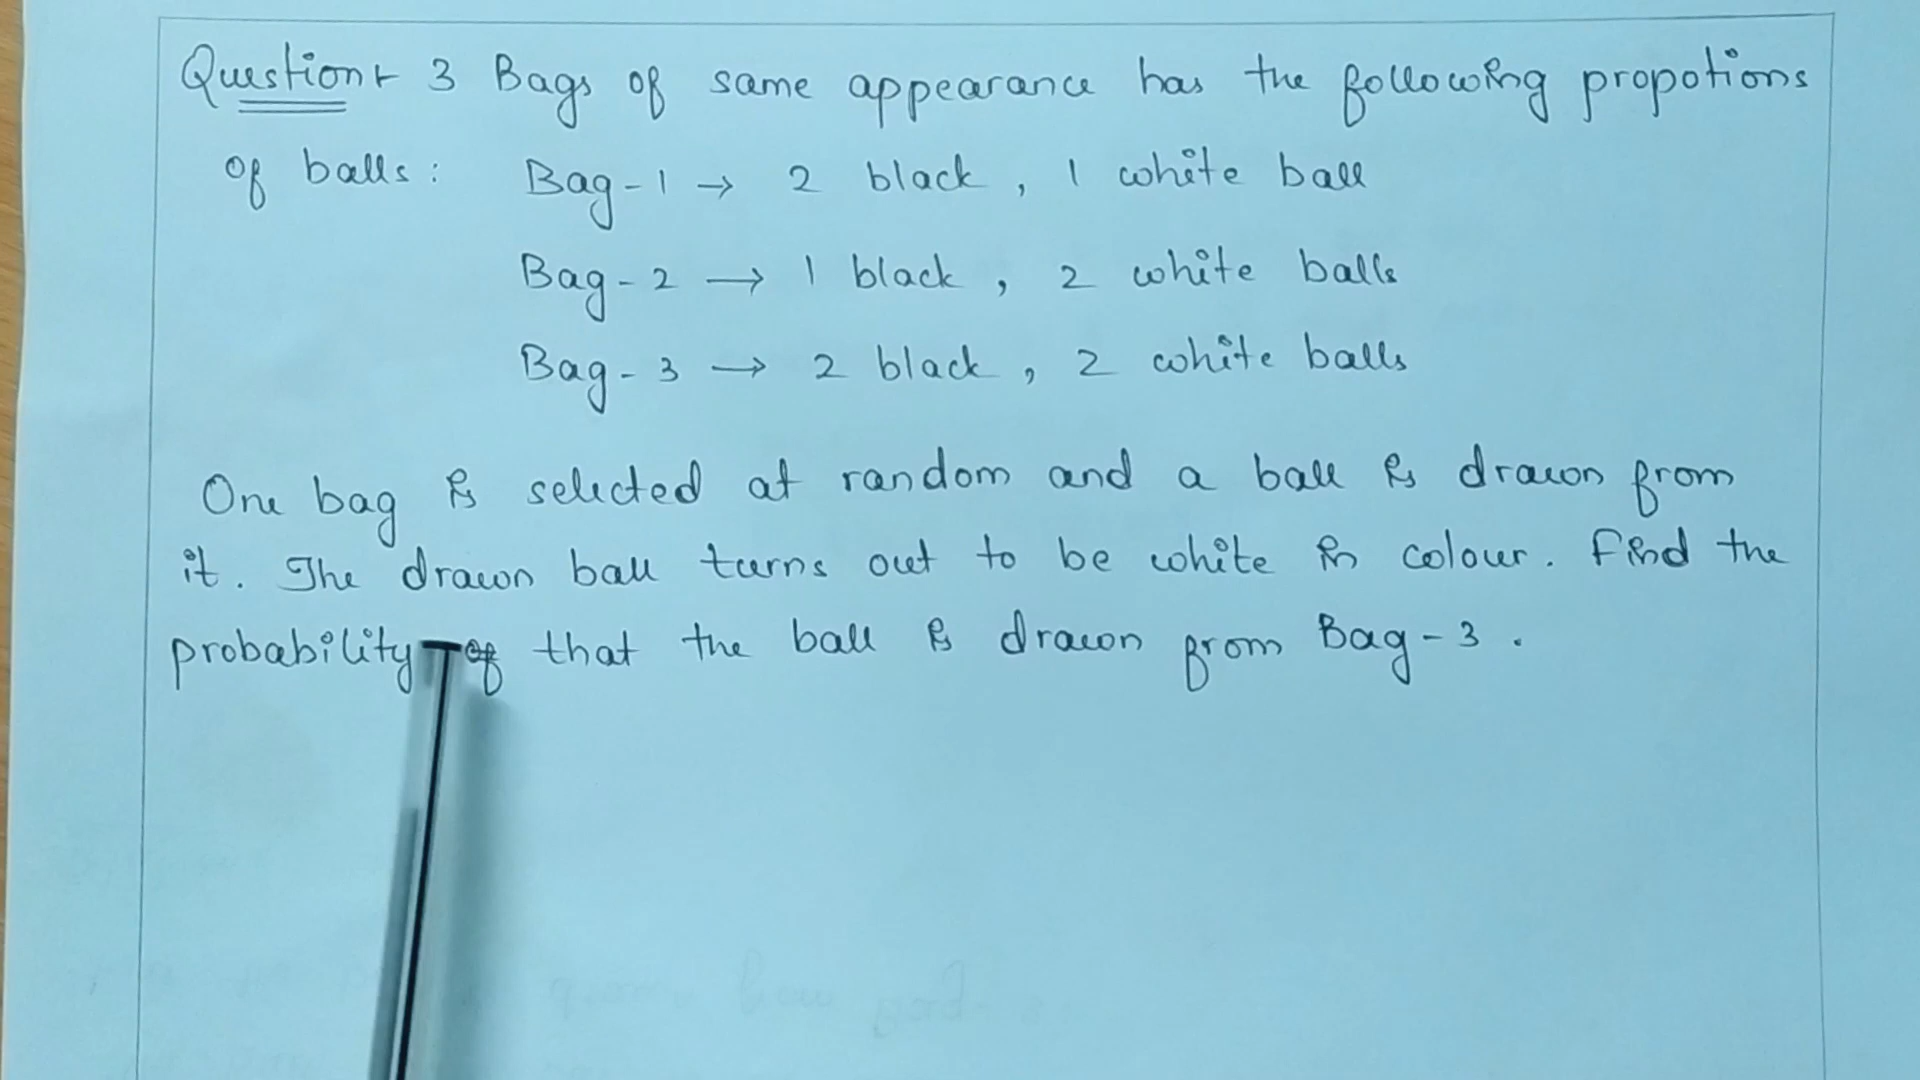 Question:- 3 Bags of same appearance has the following propotions
of balls: Bag-1 → 2 black, 1 white ball
Bag-2 → 1 black, 2 white balls
Bag-3 → 2 black, 2 white balls
One bag is selected at random and a ball is drawn from
it. The drawn ball turns out to be white in colour. Find the
probability of that the ball is drawn from Bag-3.